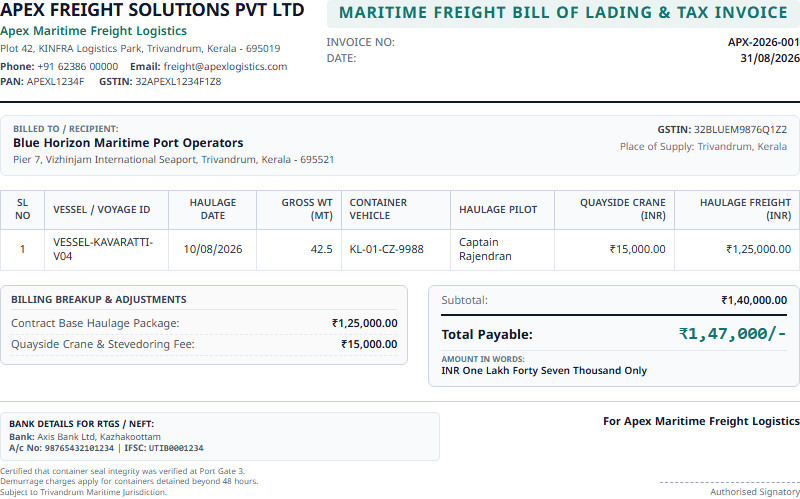 APEX FREIGHT SOLUTIONS PVT LTD
Apex Maritime Freight Logistics
Plot 42, KINFRA Logistics Park, Trivandrum, Kerala - 695019
Phone: +91 62386 00000 Email: freight@apexlogistics.com
PAN: APEXL1234F GSTIN: 32APEXL1234F1Z8
MARITIME FREIGHT BILL OF LADING & TAX INVOICE
INVOICE NO: APX-2026-001
DATE: 31/08/2026
BILLED TO / RECIPIENT:
Blue Horizon Maritime Port Operators
Pier 7, Vizhinjam International Seaport, Trivandrum, Kerala - 695521
GSTIN: 32BLUEM9876Q1Z2
Place of Supply: Trivandrum, Kerala
SL NO VESSEL / VOYAGE ID HAULAGE DATE GROSS WT (MT) CONTAINER VEHICLE HAULAGE PILOT QUAYSIDE CRANE (INR) HAULAGE FREIGHT (INR)
1 VESSEL-KAVARATTI-V04 10/08/2026 42.5 KL-01-CZ-9988 Captain Rajendran ₹15,000.00 ₹1,25,000.00
BILLING BREAKUP & ADJUSTMENTS
Contract Base Haulage Package: ₹1,25,000.00
Quayside Crane & Stevedoring Fee: ₹15,000.00
Subtotal: ₹1,40,000.00
Total Payable: ₹1,47,000/-
AMOUNT IN WORDS:
INR One Lakh Forty Seven Thousand Only
BANK DETAILS FOR RTGS / NEFT:
Bank: Axis Bank Ltd, Kazhakoottam
A/c No: 98765432101234 | IFSC: UTIB0001234
Certified that container seal integrity was verified at Port Gate 3.
Demurrage charges apply for containers detained beyond 48 hours.
Subject to Trivandrum Maritime Jurisdiction.
For Apex Maritime Freight Logistics
Authorised Signatory